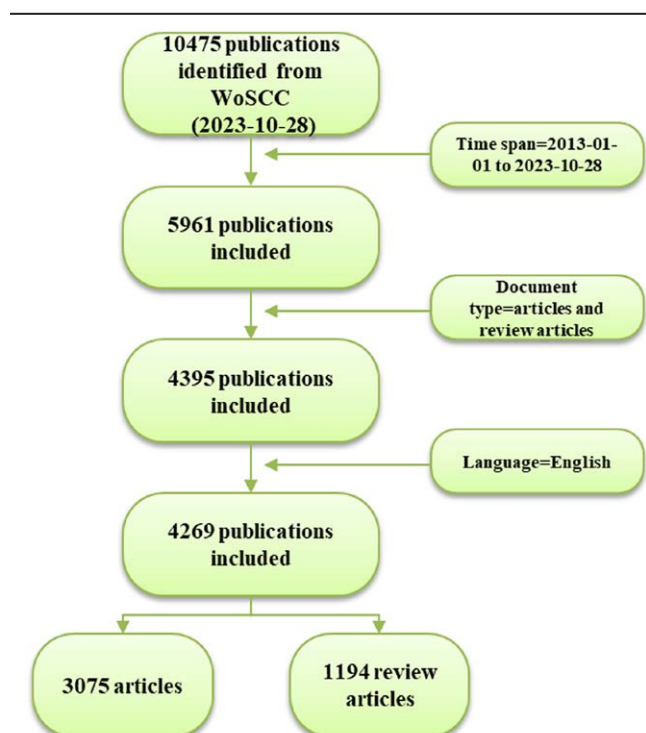 10475 publications
identified from
WoSCC
(2023-10-28)
Time span=2013-01-
01 to 2023-10-28
5961 publications
included
Document
type=articles and
review articles
4395 publications
included
Language=English
4269 publications
included
3075 articles
1194 review
articles